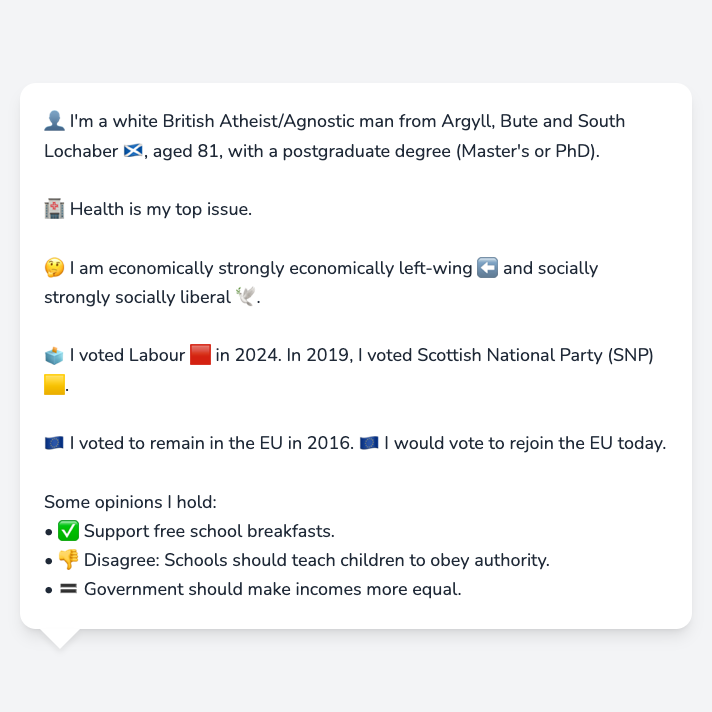 👤 I'm a white British Atheist/Agnostic man from Argyll, Bute and South
Lochaber 🏴󠁧󠁢󠁳󠁣󠁴󠁿, aged 81, with a postgraduate degree (Master's or PhD).
🏥 Health is my top issue.
🤔 I am economically strongly economically left-wing ⬅️ and socially
strongly socially liberal 🕊️.
🗳️ I voted Labour 🟥 in 2024. In 2019, I voted Scottish National Party (SNP)
🟨.
🇪🇺 I voted to remain in the EU in 2016. 🇪🇺 I would vote to rejoin the EU today.
Some opinions I hold:
• ✅ Support free school breakfasts.
• 👎 Disagree: Schools should teach children to obey authority.
• 🟰 Government should make incomes more equal.